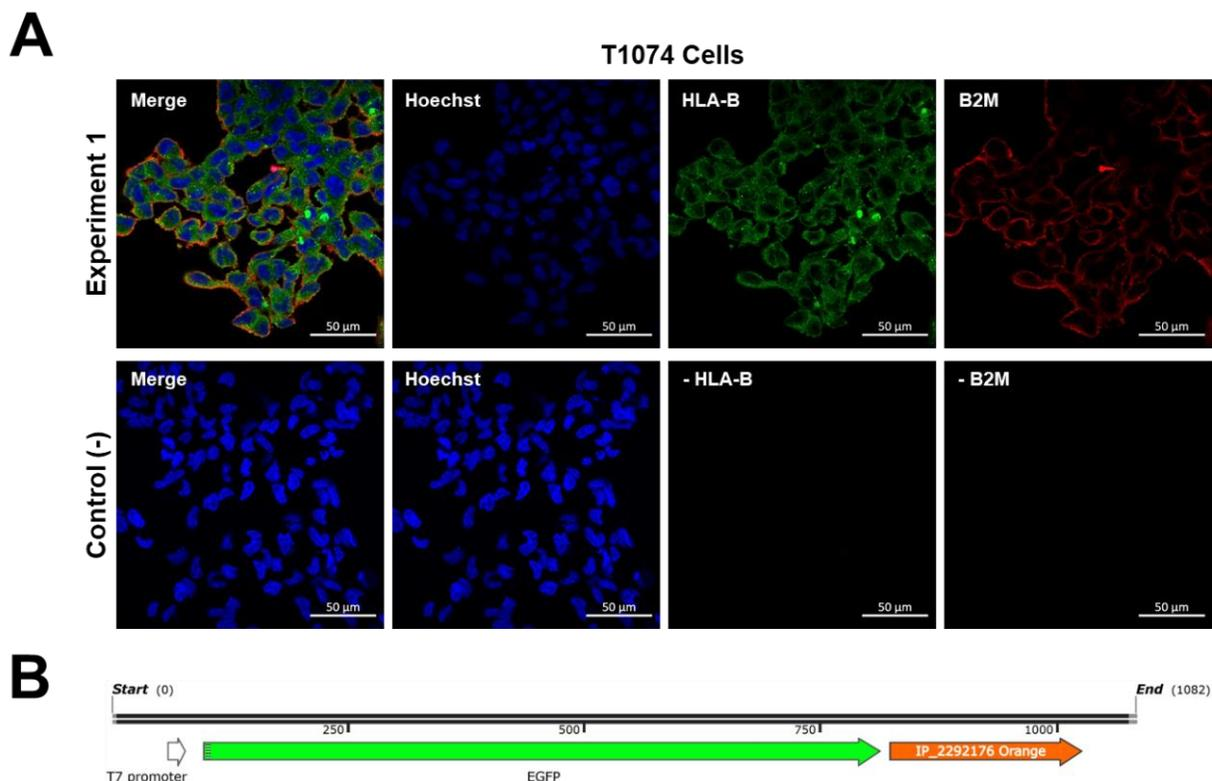 A
T1074 Cells
Experiment 1
Merge
Hoechst
HLA-B
B2M
50 µm
50 µm
50 µm
50 µm
Control (-)
Merge
Hoechst
- HLA-B
- B2M
50 µm
50 µm
50 µm
50 µm
B
Start (0)
End (1082)
250
500
750
1000
IP_2292176 Orange
T7 promoter
EGFP